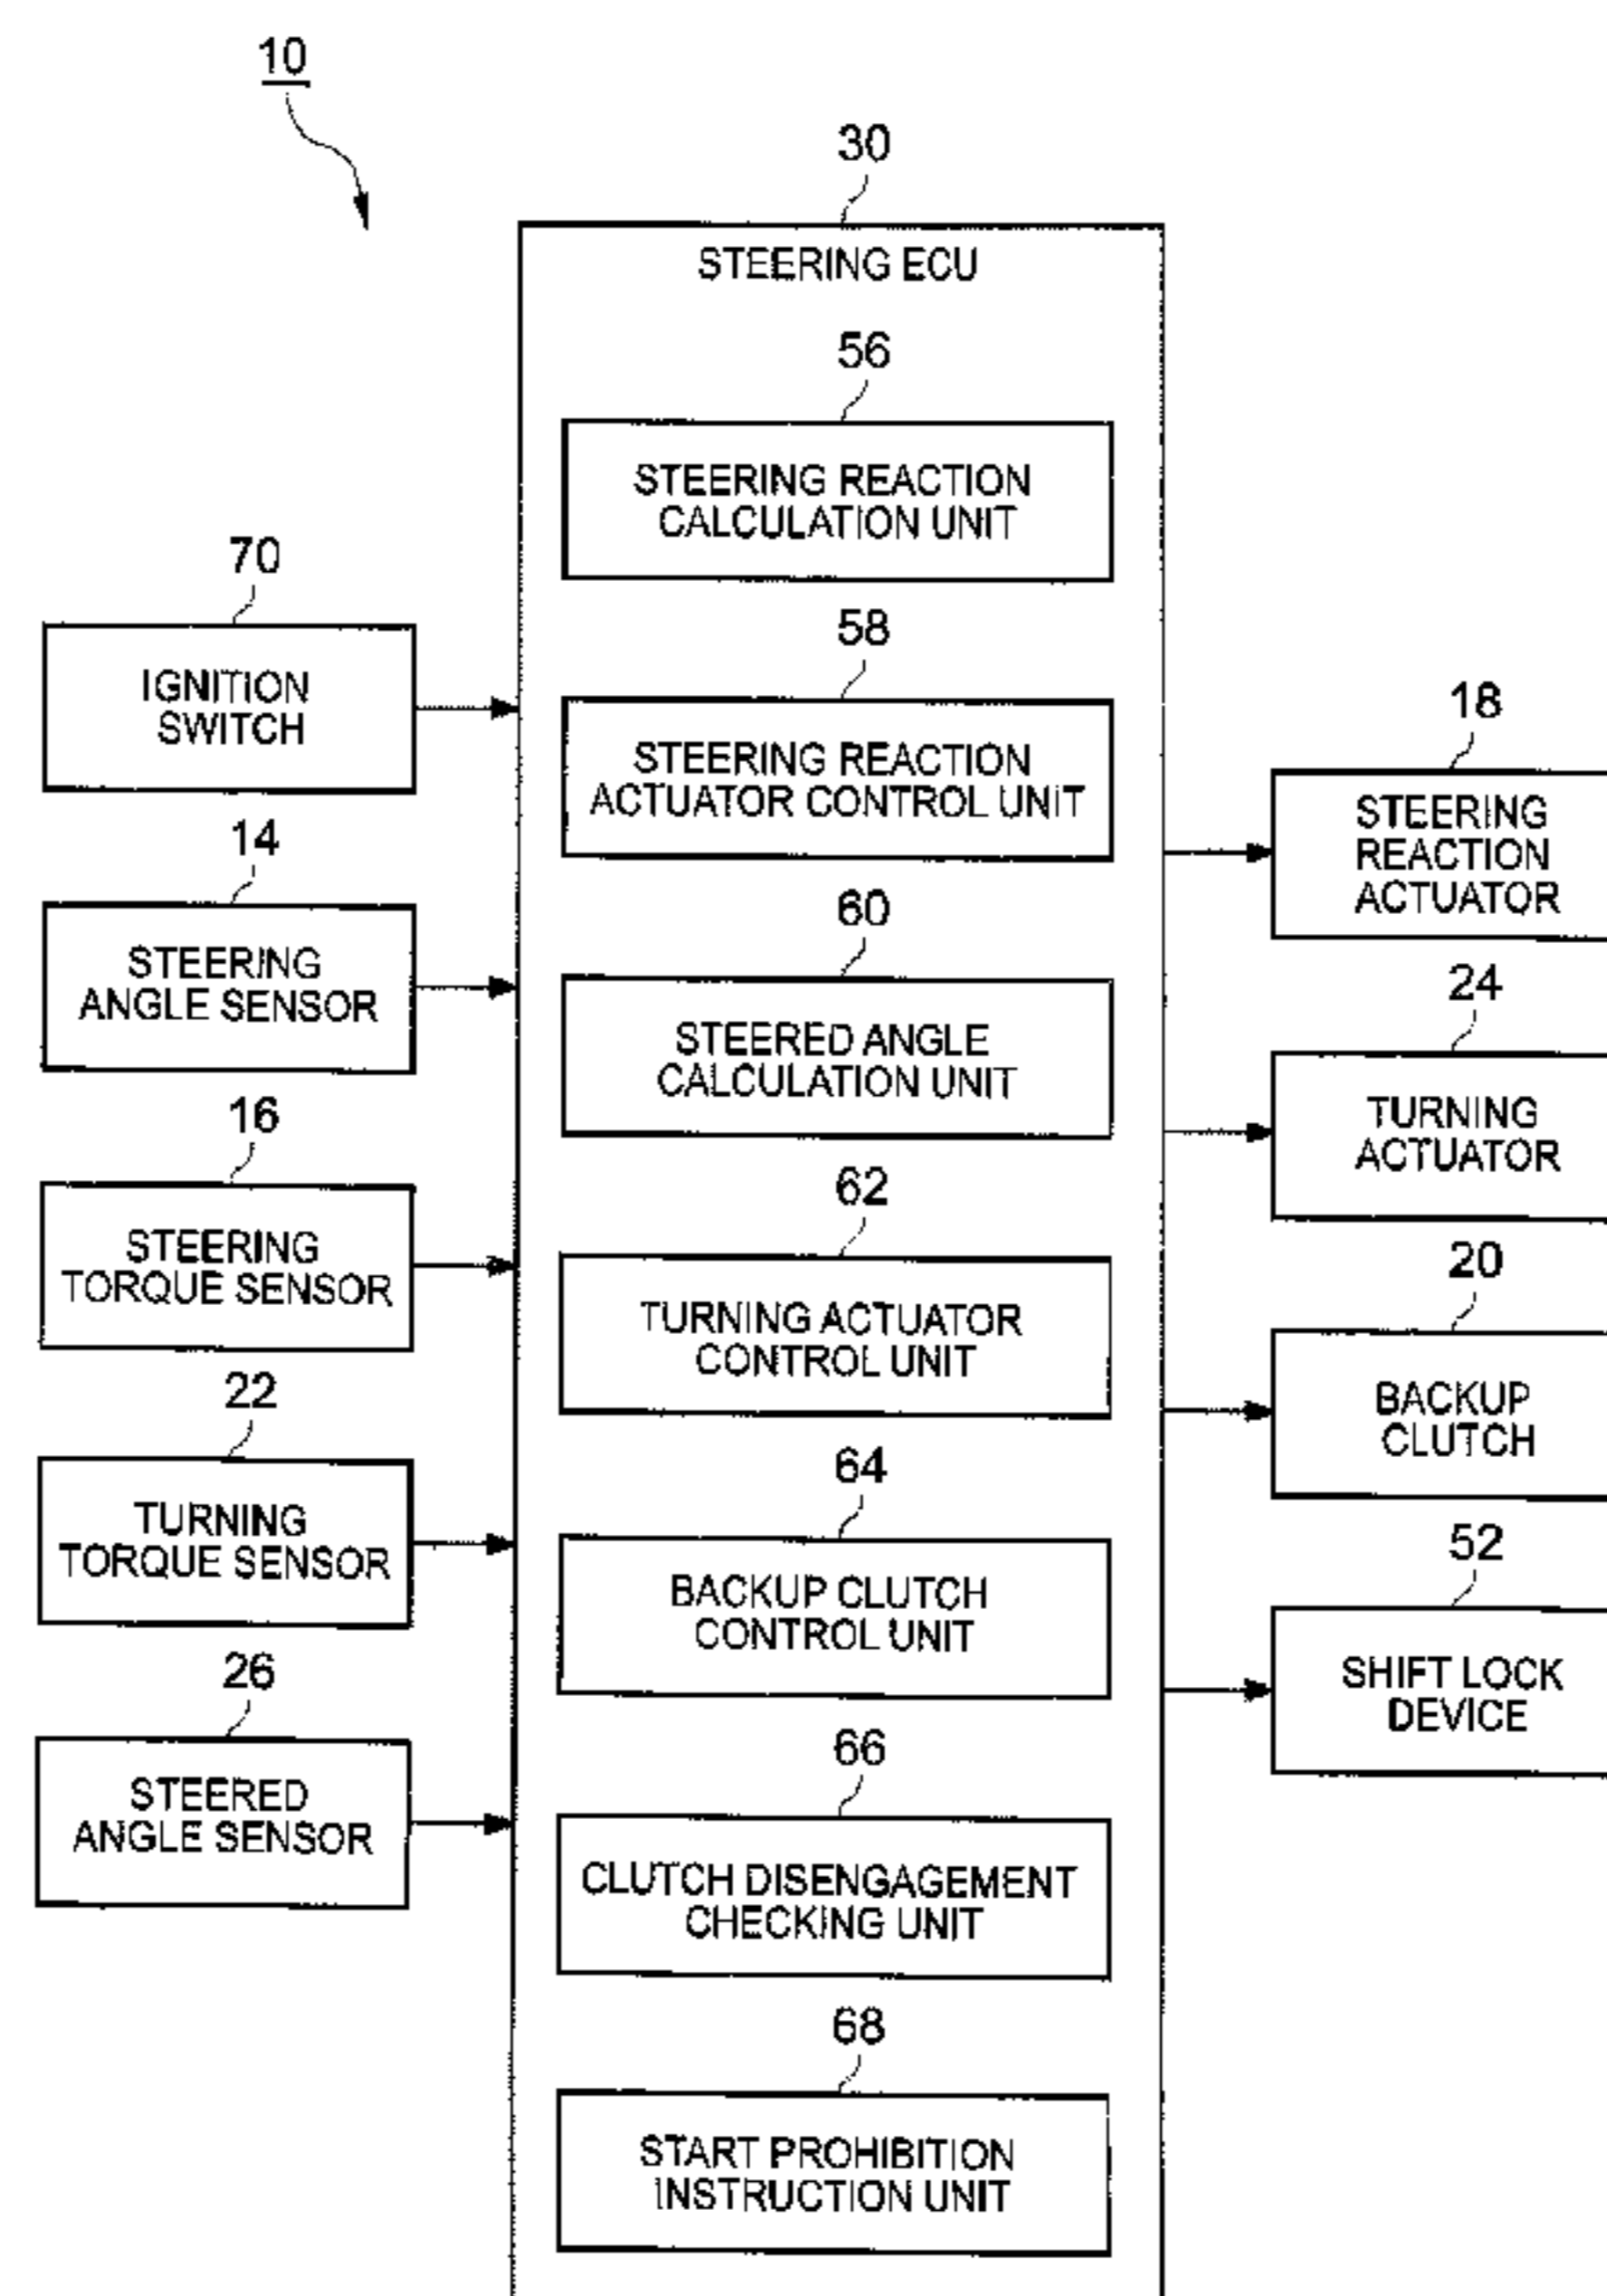 10
30
STEERING ECU
56
STEERING REACTION
CALCULATION UNIT
58
STEERING REACTION
ACTUATOR CONTROL UNIT
60
STEERED ANGLE
CALCULATION UNIT
62
TURNING ACTUATOR
CONTROL UNIT
64
BACKUP CLUTCH
CONTROL UNIT
66
CLUTCH DISENGAGEMENT
CHECKING UNIT
68
START PROHIBITION
INSTRUCTION UNIT
70
IGNITION
SWITCH
14
STEERING
ANGLE SENSOR
16
STEERING
TORQUE SENSOR
22
TURNING
TORQUE SENSOR
26
STEERED
ANGLE SENSOR
18
STEERING
REACTION
ACTUATOR
24
TURNING
ACTUATOR
20
BACKUP
CLUTCH
52
SHIFT LOCK
DEVICE